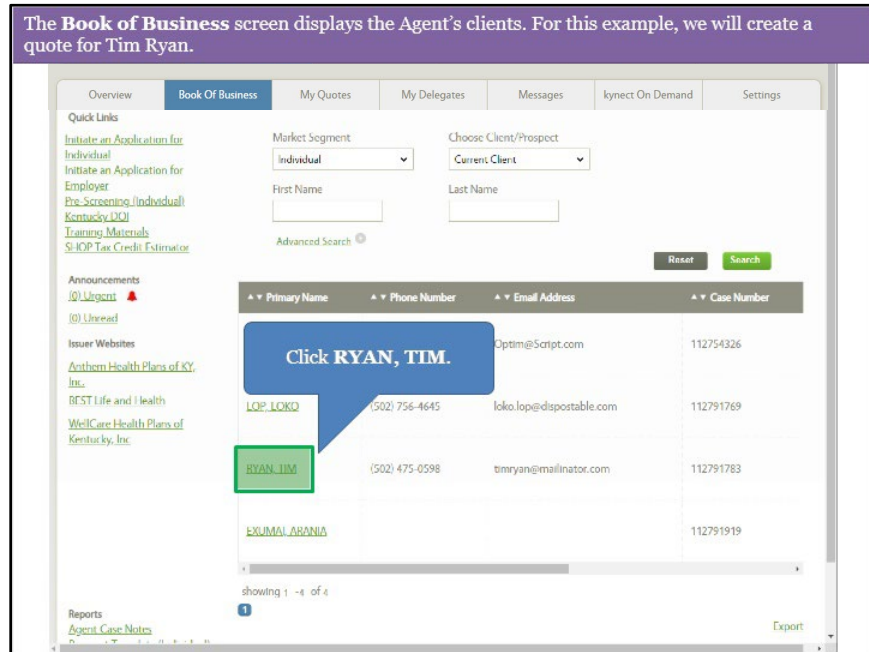 The Book of Business screen displays the Agent's clients. For this example, we will create a
quote for Tim Ryan.
Overview
Book Of Business
My Quotes
My Delegates
Messages
kynect On Demand
Settings
Quick Links
Initiate an Application for
Individual
Initiate an Application for
Employer
Pre-Screening (Individual)
Kentucky DOI
Training Materials
SHOP Tax Credit Estimator
Announcements
(0) Urgent
(0) Unread
Issuer Websites
Anthem Health Plans of KY,
Inc.
BEST Life and Health
WellCare Health Plans of
Kentucky, Inc
Reports
Agent Case Notes
Market Segment
Choose Client/Prospect
Individual
Current Client
First Name
Last Name
Advanced Search
Reset
Search
Primary Name
Phone Number
Email Address
Case Number
Click RYAN, TIM.
Optim@Script.com
112754326
LOP, LOKO
(502) 756-4645
loko.lop@dispostable.com
112791769
RYAN, TIM
(502) 475-0598
timryan@mailinator.com
112791783
EXUMAI, ARANIA
112791919
showing 1 -4 of 4
1
Export